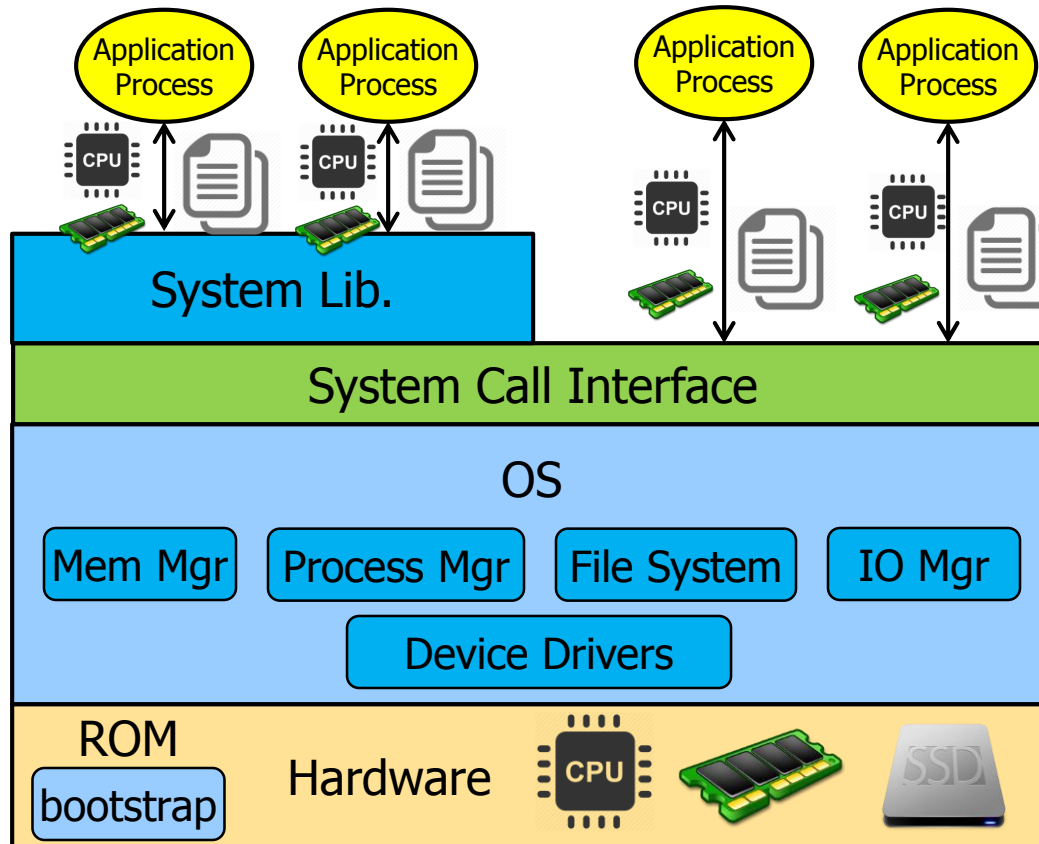 Application
Process
Application
Process
Application
Process
Application
Process
CPU
CPU
CPU
CPU
System Lib.
System Call Interface
OS
Mem Mgr
Process Mgr
File System
IO Mgr
Device Drivers
ROM
bootstrap
Hardware
CPU
SSD